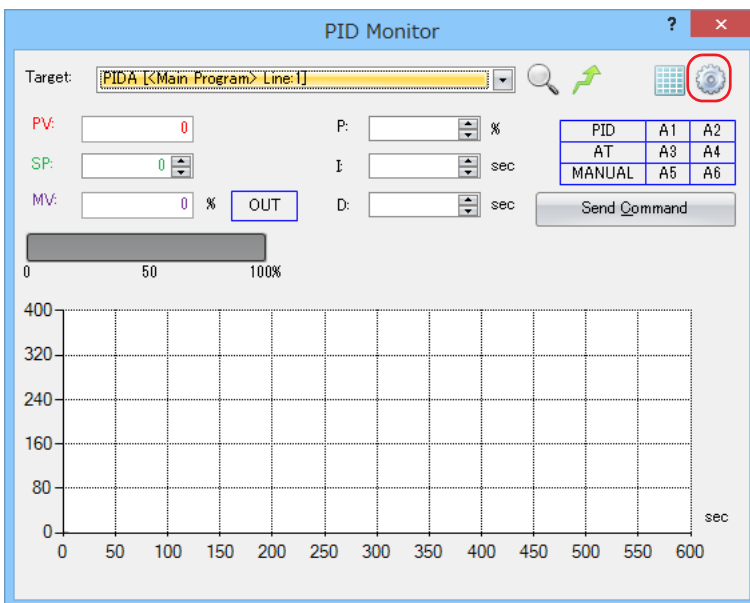 PID Monitor
?
×
Target: PIDA [<Main Program> Line:1]
PV: 0 P: % PID A1 A2
SP: 0 I: sec AT A3 A4
MANUAL A5 A6
MV: 0 % OUT D: sec Send Command
0 50 100%
400
320
240
160
80
0
sec
0 50 100 150 200 250 300 350 400 450 500 550 600